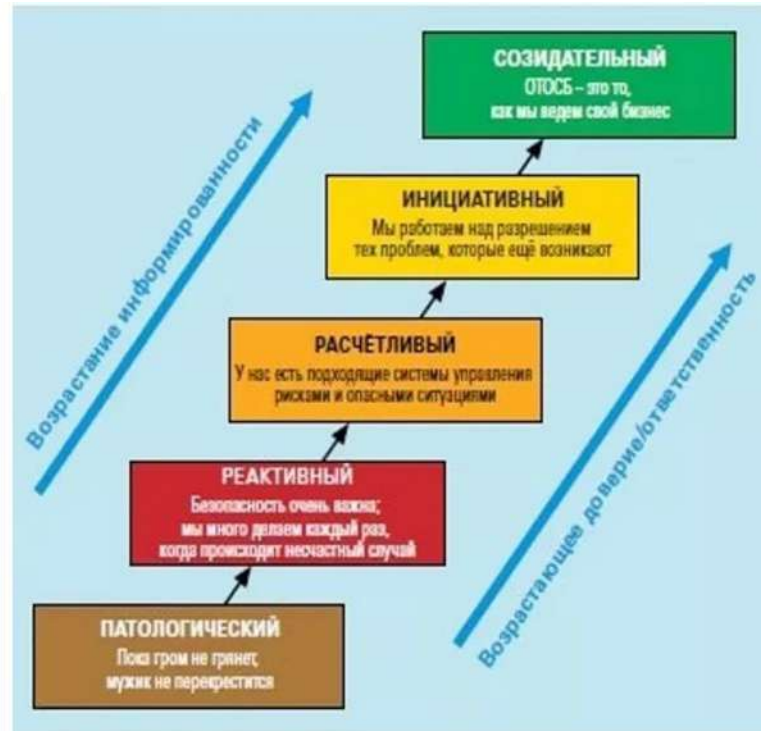 СОЗИДАТЕЛЬНЫЙ
ОТОСБ – это то,
как мы ведем свой бизнес
ИНИЦИАТИВНЫЙ
Мы работаем над разрешением
тех проблем, которые ещё возникают
РАСЧЁТЛИВЫЙ
У нас есть подходящие системы управления
рисками и опасными ситуациями
РЕАКТИВНЫЙ
Безопасность очень важна;
мы много делаем каждый раз,
когда происходит несчастный случай
ПАТОЛОГИЧЕСКИЙ
Пока гром не грянет,
мужик не перекрестится
Возрастание информированности
Возрастающее доверие/ответственность